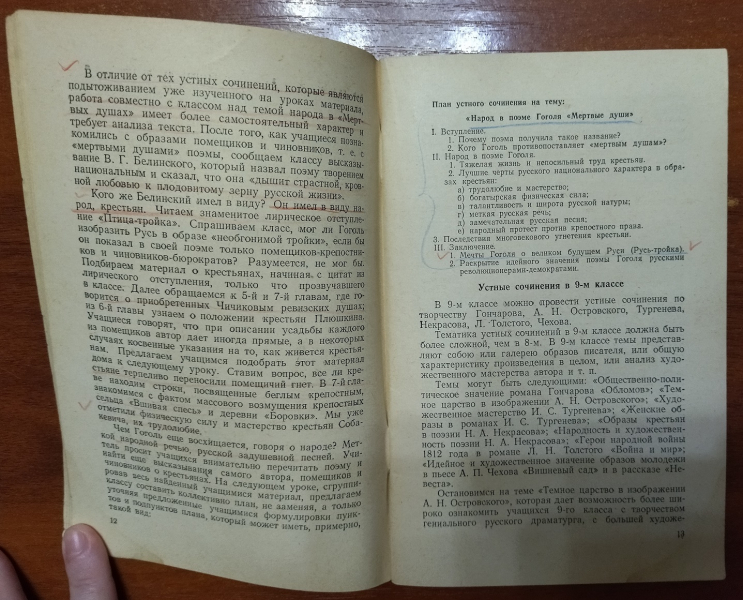 В отличие от тех устных сочинений, которые являются
подытоживанием уже изученного на уроках материала,
работа совместно с классом над темой народа в «Мерт-
вых душах» имеет более самостоятельный характер и
требует анализа текста. После того, как учащиеся позна-
комились с образами помещиков и чиновников, т. е. с
«мертвыми душами» поэмы, сообщаем классу высказы-
вание В. Г. Белинского, который назвал поэму творением
национальным и сказал, что она «дышит страстной, кров-
ной любовью к плодовитому зерну русской жизни».
Кого же Белинский имел в виду? Он имел в виду на-
род, крестьян. Читаем знаменитое лирическое отступле-
ние «Птица-тройка». Спрашиваем класс, мог ли Гоголь
изобразить Русь в образе «необгонимой тройки», если бы
он показал в своей поэме только помещиков-крепостни-
ков и чиновников-бюрократов? Разумеется, не мог бы.
Подбираем материал о крестьянах, начиная с цитат из
лирического отступления, только что прозвучавшего
в классе. Далее обращаемся к 5-й и 7-й главам, где го-
ворится о приобретенных Чичиковым ревизских душах;
из 6-й главы узнаем о положении крестьян Плюшкина.
Учащиеся говорят, что при описании усадьбы каждого
из помещиков автор дает иногда прямые, а в некоторых
случаях косвенные указания на то, как живется крестья-
нам. Предлагаем учащимся подобрать этот материал
дома к следующему уроку. Ставим вопрос, все ли кре-
стьяне терпеливо переносили помещичий гнет. В 7-й гла-
ве находим строки, посвященные беглым крепостным,
знакомимся с фактом массового возмущения крепостных
сельца «Вшивая спесь» и деревни «Боровки». Мы уже
отметили физическую силу и мастерство крестьян Соба-
кевича, их трудолюбие.
Чем Гоголь еще восхищается, говоря о народе? Мет-
кой народной речью, русской задушевной песней. Учи-
тель просит учащихся внимательно перечитать поэму и
найти еще высказывания самого автора, помещиков и
чиновников о крестьянах. На следующем уроке, сгруппи-
ровав весь найденный учащимися материал, предлагаем
классу составить коллективно план, не заменяя, а только
уточняя предложенные учащимися формулировки пунк-
тов и подпунктов плана, который может иметь, примерно,
такой вид:
12
План устного сочинения на тему:
«Народ в поэме Гоголя «Мертвые души»
I. Вступление.
1. Почему поэма получила такое название?
2. Кого Гоголь противопоставляет «мертвым душам»?
II. Народ в поэме Гоголя.
1. Тяжелая жизнь и непосильный труд крестьян.
2. Лучшие черты русского национального характера в обра-
зах крестьян:
а) трудолюбие и мастерство;
б) богатырская физическая сила;
в) талантливость и широта русской натуры;
г) меткая русская речь;
д) замечательная русская песня;
е) народный протест против крепостного права.
3. Последствия многовекового угнетения крестьян.
III. Заключение.
1. Мечты Гоголя о великом будущем Руси (Русь-тройка).
2. Раскрытие идейного значения поэмы Гоголя русскими
революционерами-демократами.
Устные сочинения в 9-м классе
В 9-м классе можно провести устные сочинения по
творчеству Гончарова, А. Н. Островского, Тургенева,
Некрасова, Л. Толстого, Чехова.
Тематика устных сочинений в 9-м классе должна быть
более сложной, чем в 8-м. В 9-м классе темы представ-
ляют собою или галерею образов писателя, или общую
характеристику произведения в целом, или анализ худо-
жественного мастерства автора и т. п.
Темы могут быть следующими: «Общественно-поли-
тическое значение романа Гончарова «Обломов»; «Тем-
ное царство в изображении А. Н. Островского»; «Худо-
жественное мастерство И. С. Тургенева»; «Женские об-
разы в романах И. С. Тургенева»; «Образы крестьян
в поэзии Н. А. Некрасова»; «Народность и художествен-
ность поэзии Н. А. Некрасова»; «Герои народной войны
1812 года в романе Л. Н. Толстого «Война и мир»;
«Идейное и художественное значение образов молодежи
в пьесе А. П. Чехова «Вишневый сад» и в рассказе «Не-
веста».
Остановимся на теме «Темное царство в изображении
А. Н. Островского», которая дает возможность более ши-
роко ознакомить учащихся 9-го класса с творчеством
гениального русского драматурга, с большей художе-
13